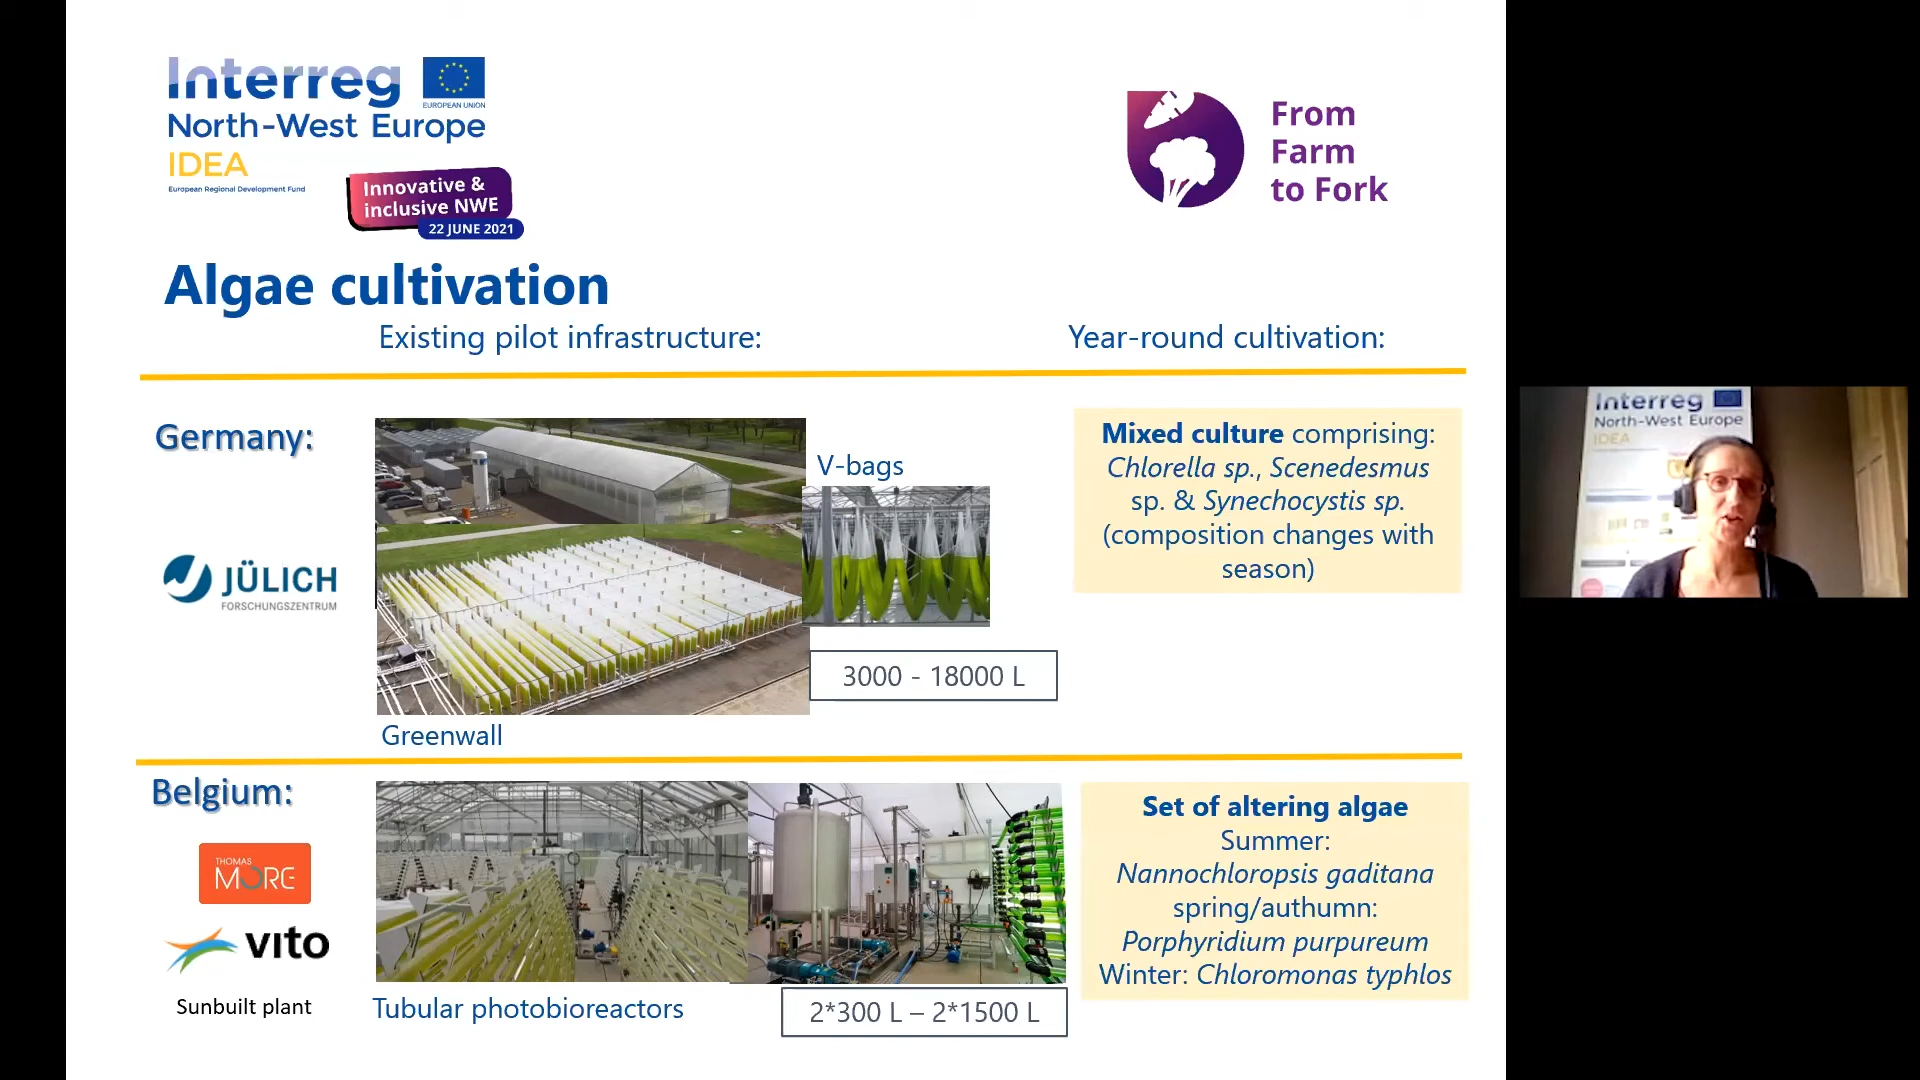 Interreg
EUROPEAN UNION
North-West Europe
IDEA
European Regional Development Fund
Innovative &
inclusive NWE
22 JUNE 2021
From
Farm
to Fork
Algae cultivation
Existing pilot infrastructure:
Year-round cultivation:
Germany:
JÜLICH
FORSCHUNGSZENTRUM
V-bags
3000 - 18000 L
Greenwall
Mixed culture comprising:
Chlorella sp., Scenedesmus
sp. & Synechocystis sp.
(composition changes with
season)
Belgium:
THOMAS
MORE
vito
Sunbuilt plant
Tubular photobioreactors
2*300 L – 2*1500 L
Set of altering algae
Summer:
Nannochloropsis gaditana
spring/authumn:
Porphyridium purpureum
Winter: Chloromonas typhlos
Interreg
North-West Europe
IDEA